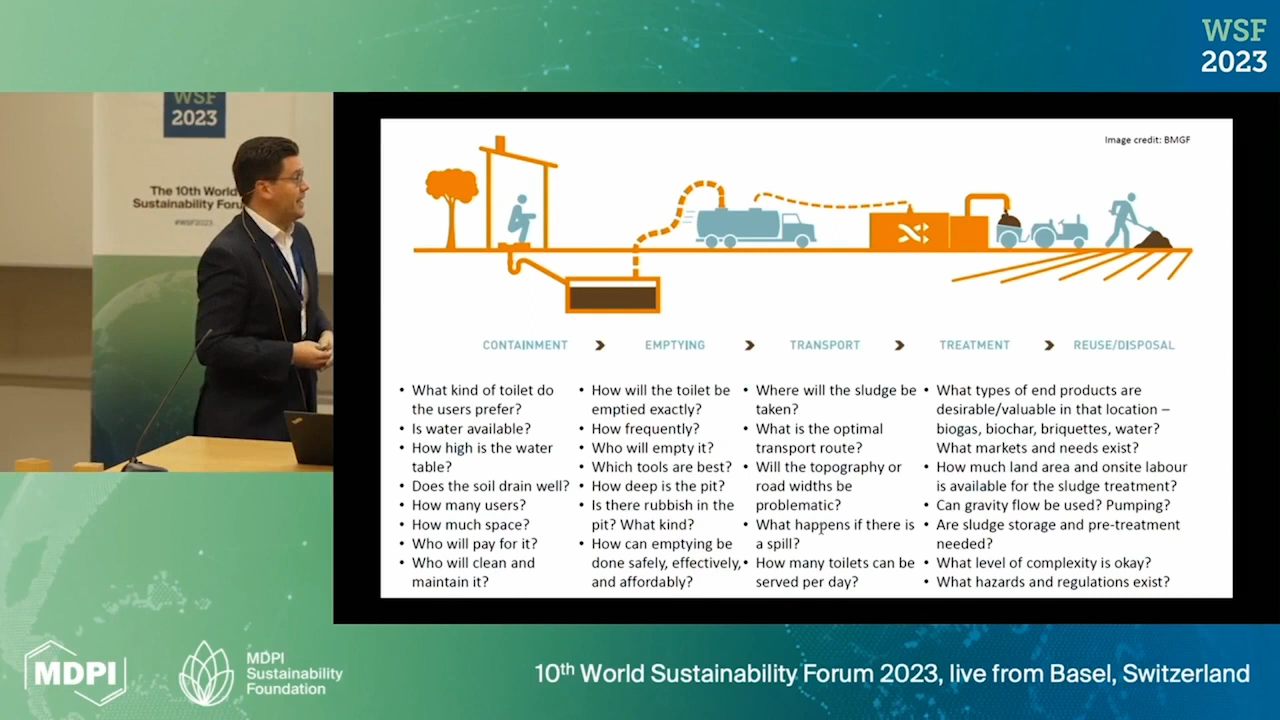 WSF
2023
WSF
2023
The 10th World
Sustainability Foru
#WSF2023
Image credit: BMGF
CONTAINMENT
EMPTYING
TRANSPORT
TREATMENT
REUSE/DISPOSAL
• What kind of toilet do
the users prefer?
• Is water available?
• How high is the water
table?
• Does the soil drain well?
• How many users?
• How much space?
• Who will pay for it?
• Who will clean and
maintain it?
• How will the toilet be
emptied exactly?
• How frequently?
• Who will empty it?
• Which tools are best?
• How deep is the pit?
• Is there rubbish in the
pit? What kind?
• How can emptying be
done safely, effectively,
and affordably?
• Where will the sludge be
taken?
• What is the optimal
transport route?
• Will the topography or
road widths be
problematic?
• What happens if there is
a spill?
• How many toilets can be
served per day?
• What types of end products are
desirable/valuable in that location –
biogas, biochar, briquettes, water?
What markets and needs exist?
• How much land area and onsite labour
is available for the sludge treatment?
• Can gravity flow be used? Pumping?
• Are sludge storage and pre-treatment
needed?
• What level of complexity is okay?
• What hazards and regulations exist?
MDPI
MDPI
Sustainability
Foundation
10th World Sustainability Forum 2023, live from Basel, Switzerland